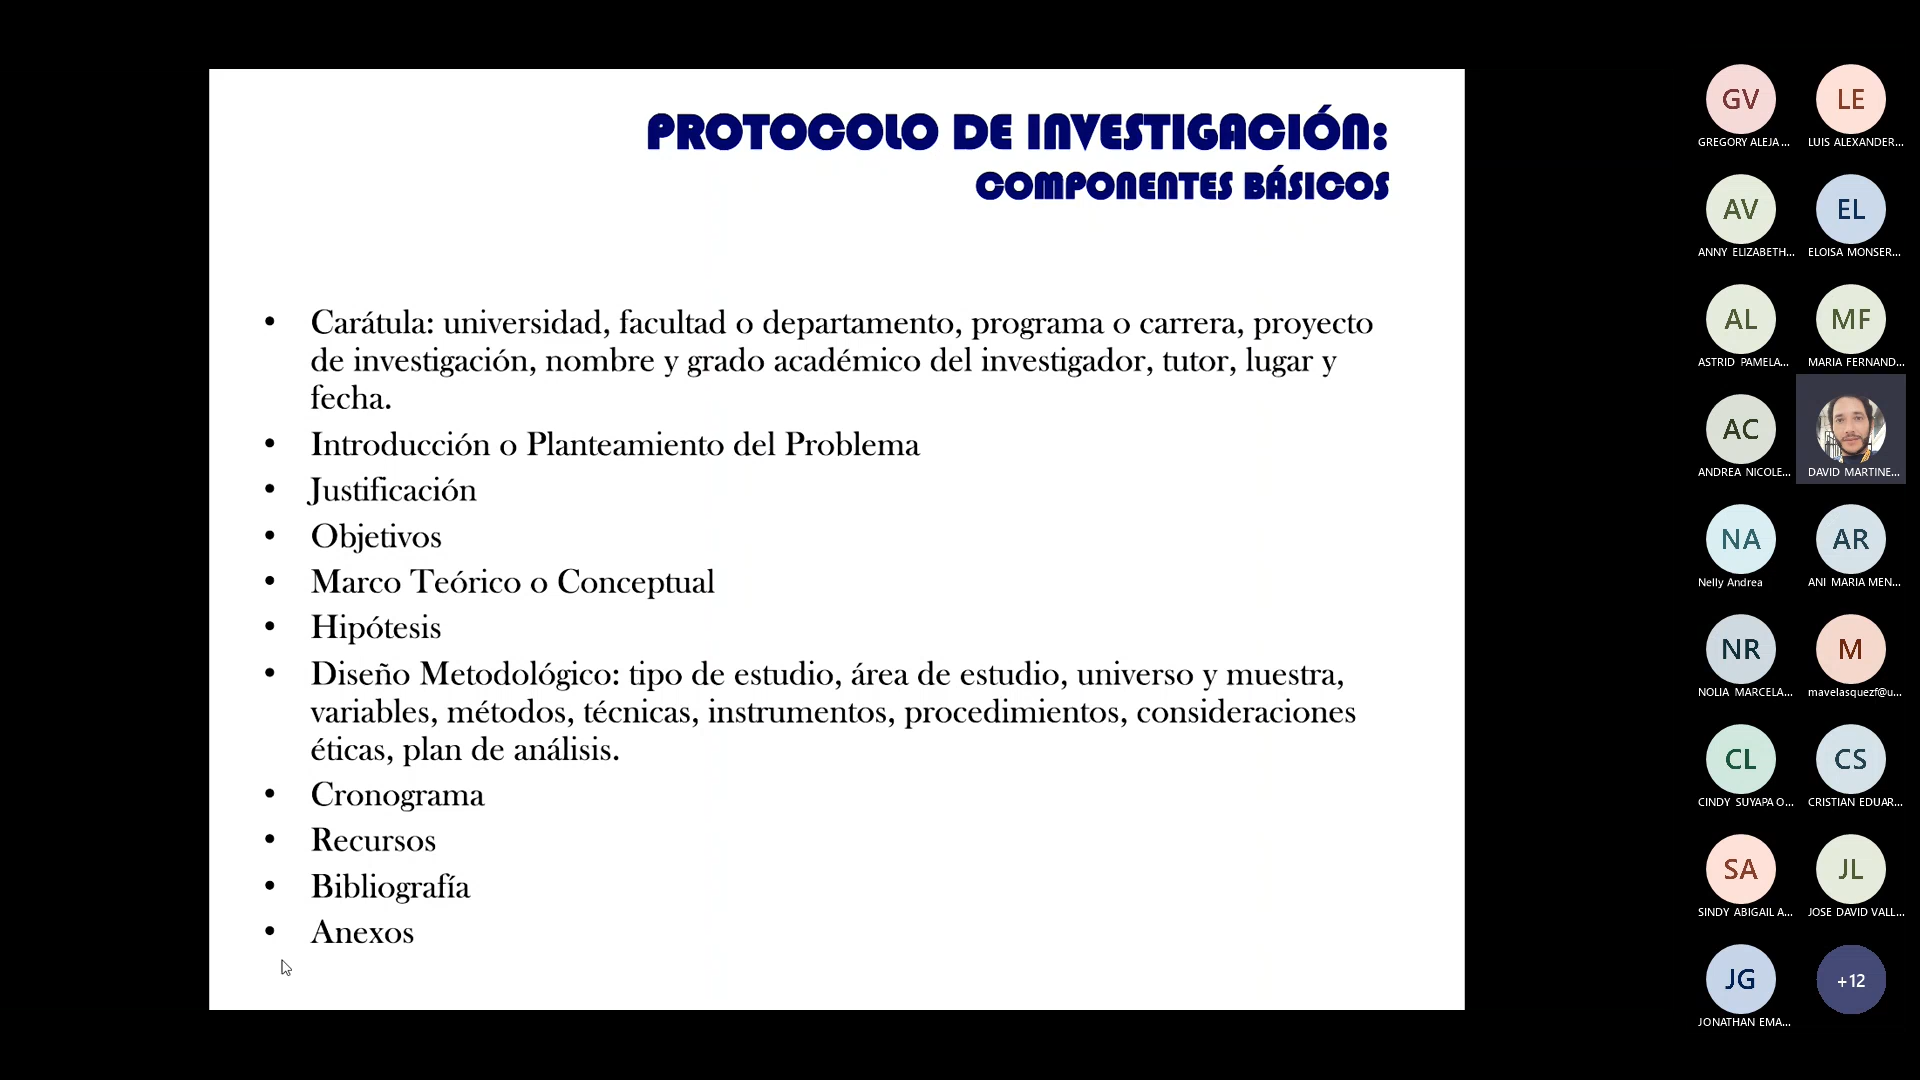 PROTOCOLO DE INVESTIGACIÓN:
COMPONENTES BÁSICOS
• Carátula: universidad, facultad o departamento, programa o carrera, proyecto
de investigación, nombre y grado académico del investigador, tutor, lugar y
fecha.
• Introducción o Planteamiento del Problema
• Justificación
• Objetivos
• Marco Teórico o Conceptual
• Hipótesis
• Diseño Metodológico: tipo de estudio, área de estudio, universo y muestra,
variables, métodos, técnicas, instrumentos, procedimientos, consideraciones
éticas, plan de análisis.
• Cronograma
• Recursos
• Bibliografía
• Anexos
GV
GREGORY ALEJA...
LE
LUIS ALEXANDER...
AV
ANNY ELIZABETH...
EL
ELOISA MONSER...
AL
ASTRID PAMELA...
MF
MARIA FERNAND...
AC
ANDREA NICOLE...
DAVID MARTINE...
NA
Nelly Andrea
AR
ANI MARIA MEN...
NR
NOLIA MARCELA...
M
mavelasquezf@u...
CL
CINDY SUYAPA O...
CS
CRISTIAN EDUAR...
SA
SINDY ABIGAIL A...
JL
JOSE DAVID VALL...
JG
JONATHAN EMA...
+12